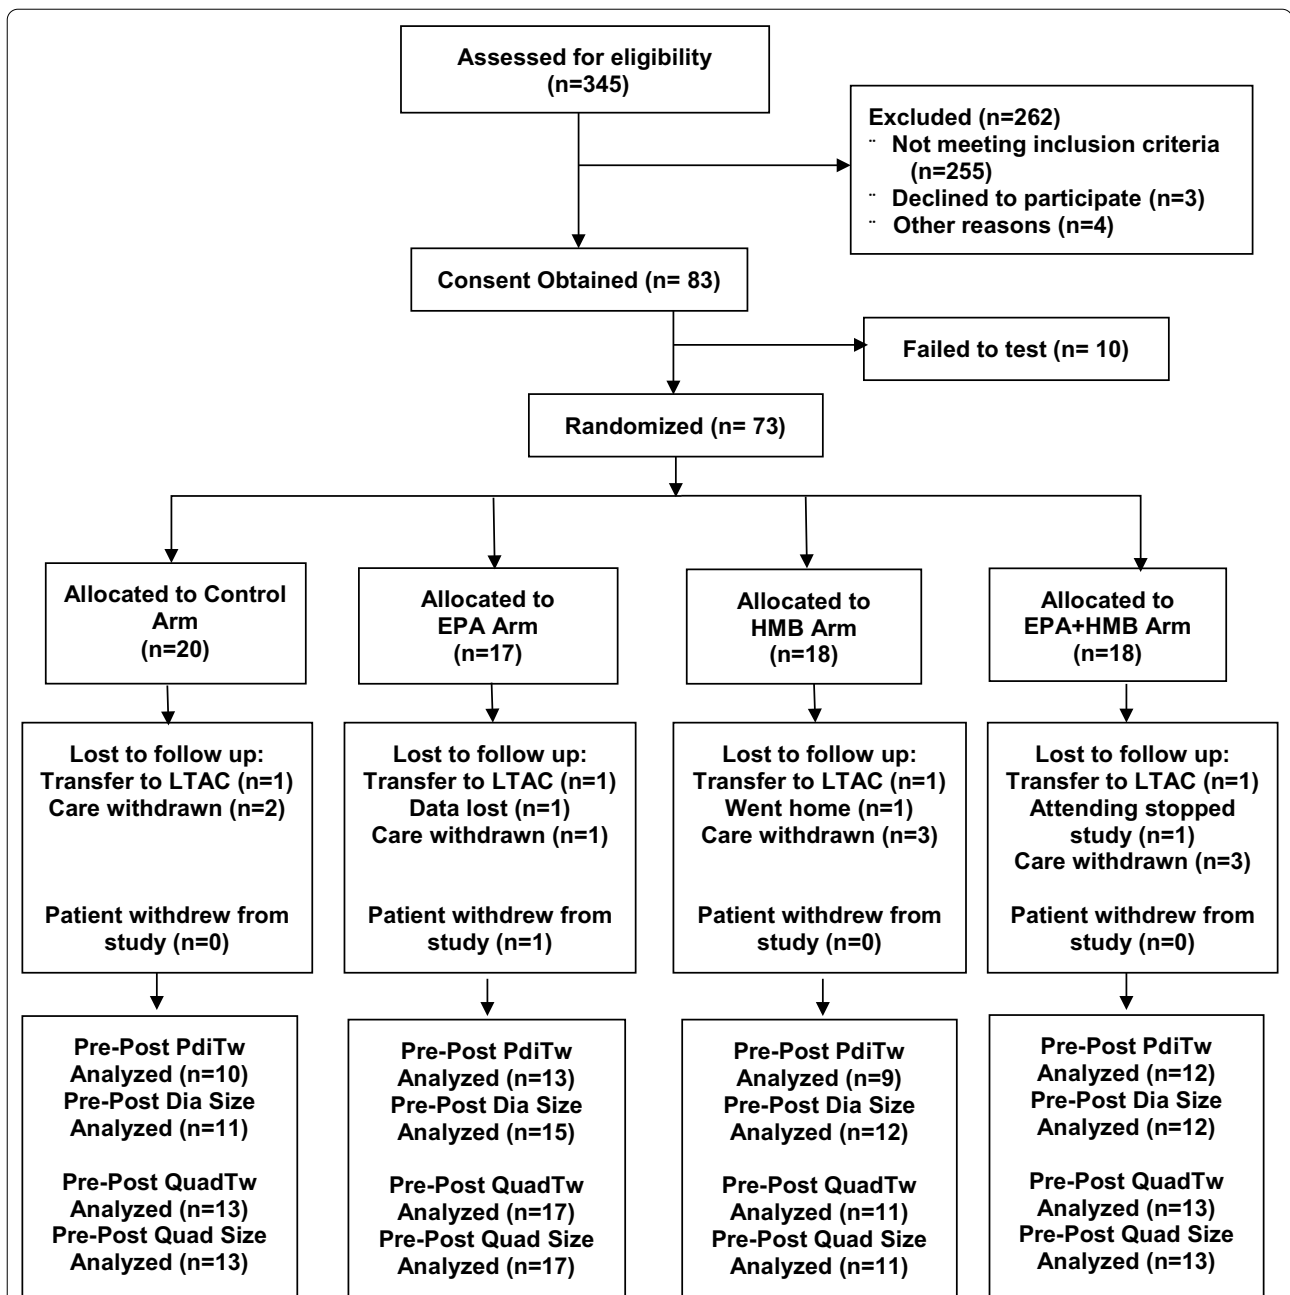 Assessed for eligibility
(n=345)
Excluded (n=262)
¨ Not meeting inclusion criteria
(n=255)
¨ Declined to participate (n=3)
¨ Other reasons (n=4)
Consent Obtained (n= 83)
Failed to test (n= 10)
Randomized (n= 73)
Allocated to Control
Arm
(n=20)
Allocated to
EPA Arm
(n=17)
Allocated to
HMB Arm
(n=18)
Allocated to
EPA+HMB Arm
(n=18)
Lost to follow up:
Transfer to LTAC (n=1)
Care withdrawn (n=2)
Patient withdrew from
study (n=0)
Lost to follow up:
Transfer to LTAC (n=1)
Data lost (n=1)
Care withdrawn (n=1)
Patient withdrew from
study (n=1)
Lost to follow up:
Transfer to LTAC (n=1)
Went home (n=1)
Care withdrawn (n=3)
Patient withdrew from
study (n=0)
Lost to follow up:
Transfer to LTAC (n=1)
Attending stopped
study (n=1)
Care withdrawn (n=3)
Patient withdrew from
study (n=0)
Pre-Post PdiTw
Analyzed (n=10)
Pre-Post Dia Size
Analyzed (n=11)
Pre-Post QuadTw
Analyzed (n=13)
Pre-Post Quad Size
Analyzed (n=13)
Pre-Post PdiTw
Analyzed (n=13)
Pre-Post Dia Size
Analyzed (n=15)
Pre-Post QuadTw
Analyzed (n=17)
Pre-Post Quad Size
Analyzed (n=17)
Pre-Post PdiTw
Analyzed (n=9)
Pre-Post Dia Size
Analyzed (n=12)
Pre-Post QuadTw
Analyzed (n=11)
Pre-Post Quad Size
Analyzed (n=11)
Pre-Post PdiTw
Analyzed (n=12)
Pre-Post Dia Size
Analyzed (n=12)
Pre-Post QuadTw
Analyzed (n=13)
Pre-Post Quad Size
Analyzed (n=13)